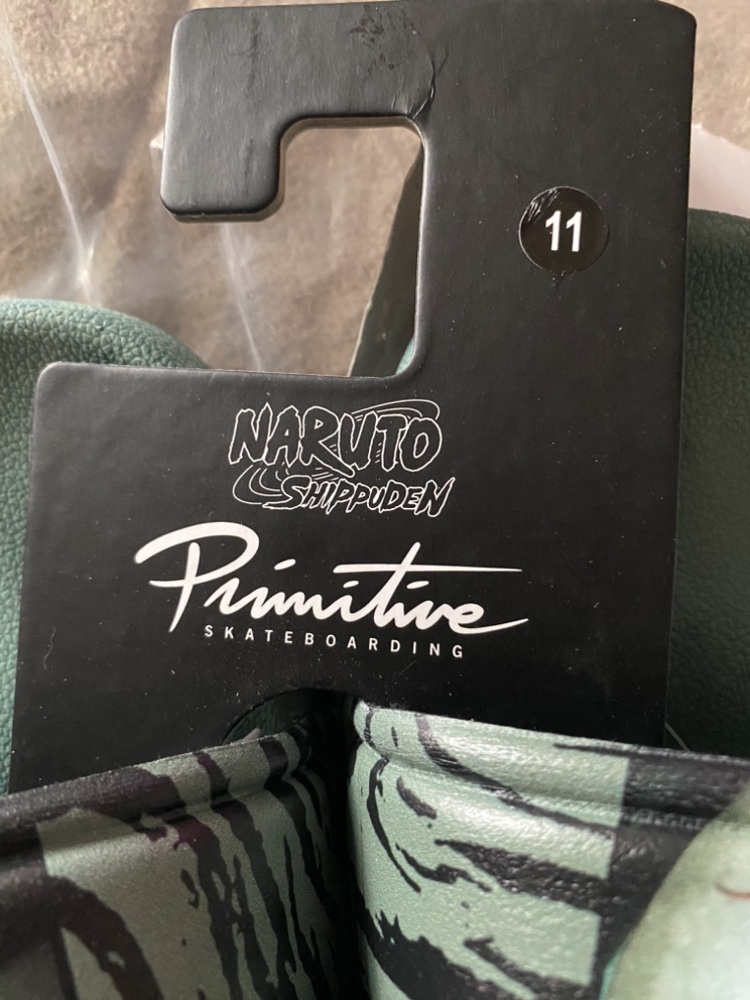 11
NARUTO
SHIPPUDEN
Primitive
SKATEBOARDING